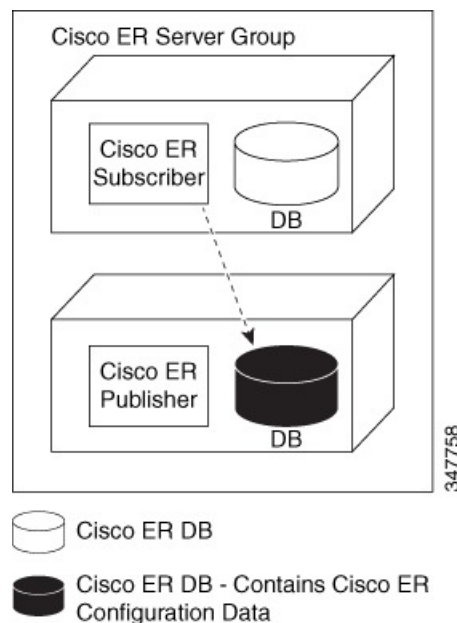 Cisco ER Server Group
Cisco ER
Subscriber
DB
Cisco ER
Publisher
DB
347758
Cisco ER DB
Cisco ER DB - Contains Cisco ER
Configuration Data